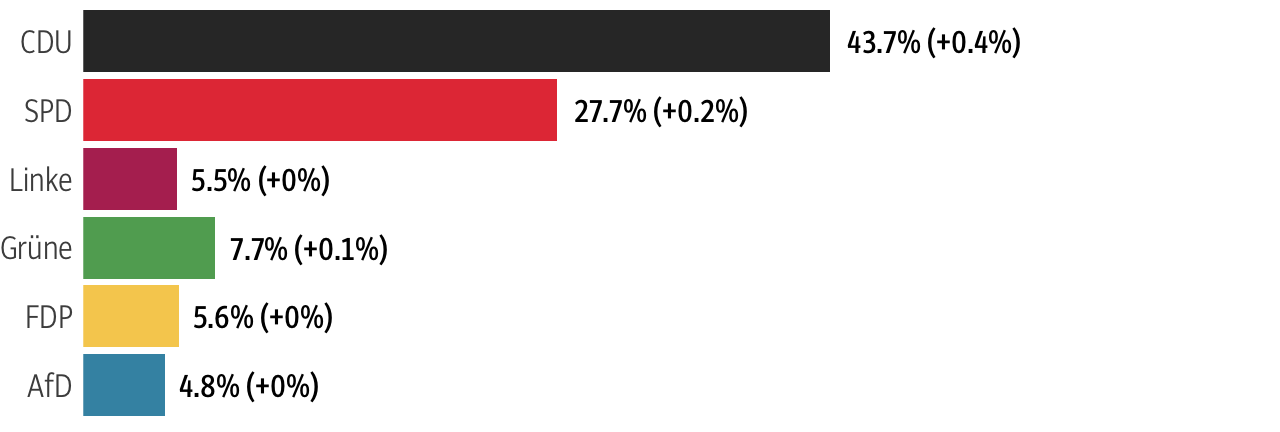 CDU 43.7% (+0.4%)
SPD 27.7% (+0.2%)
Linke 5.5% (+0%)
Grüne 7.7% (+0.1%)
FDP 5.6% (+0%)
AfD 4.8% (+0%)